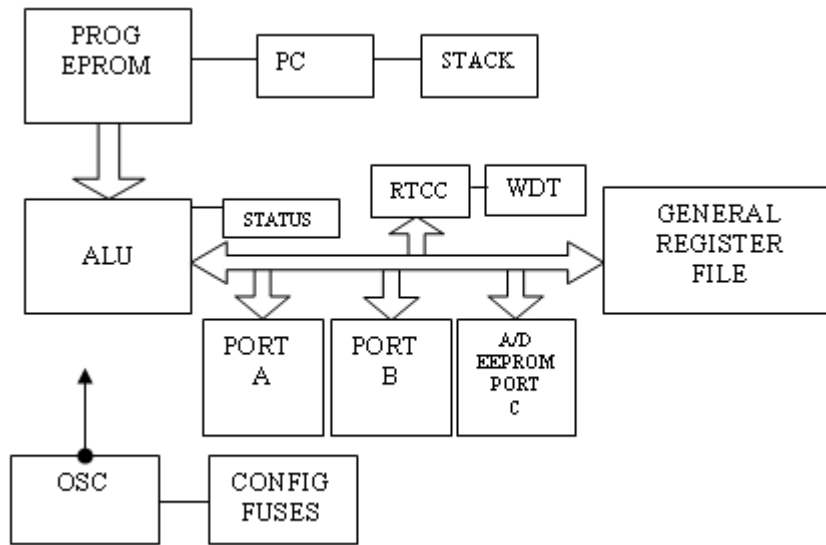 PROG
EPROM
PC
STACK
RTCC
WDT
STATUS
ALU
GENERAL
REGISTER
FILE
PORT
A
PORT
B
A/D
EEPROM
PORT
C
OSC
CONFIG
FUSES